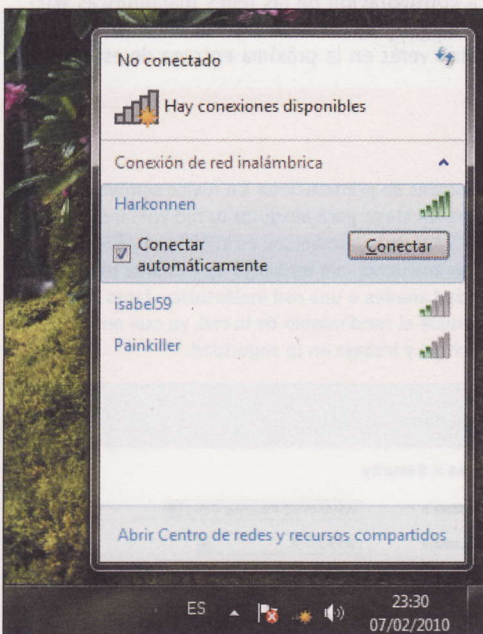 No conectado
Hay conexiones disponibles
Conexión de red inalámbrica
Harkonnen
Conectar
automáticamente
Conectar
isabel59
Painkiller
Abrir Centro de redes y recursos compartidos
ES
23:30
07/02/2010